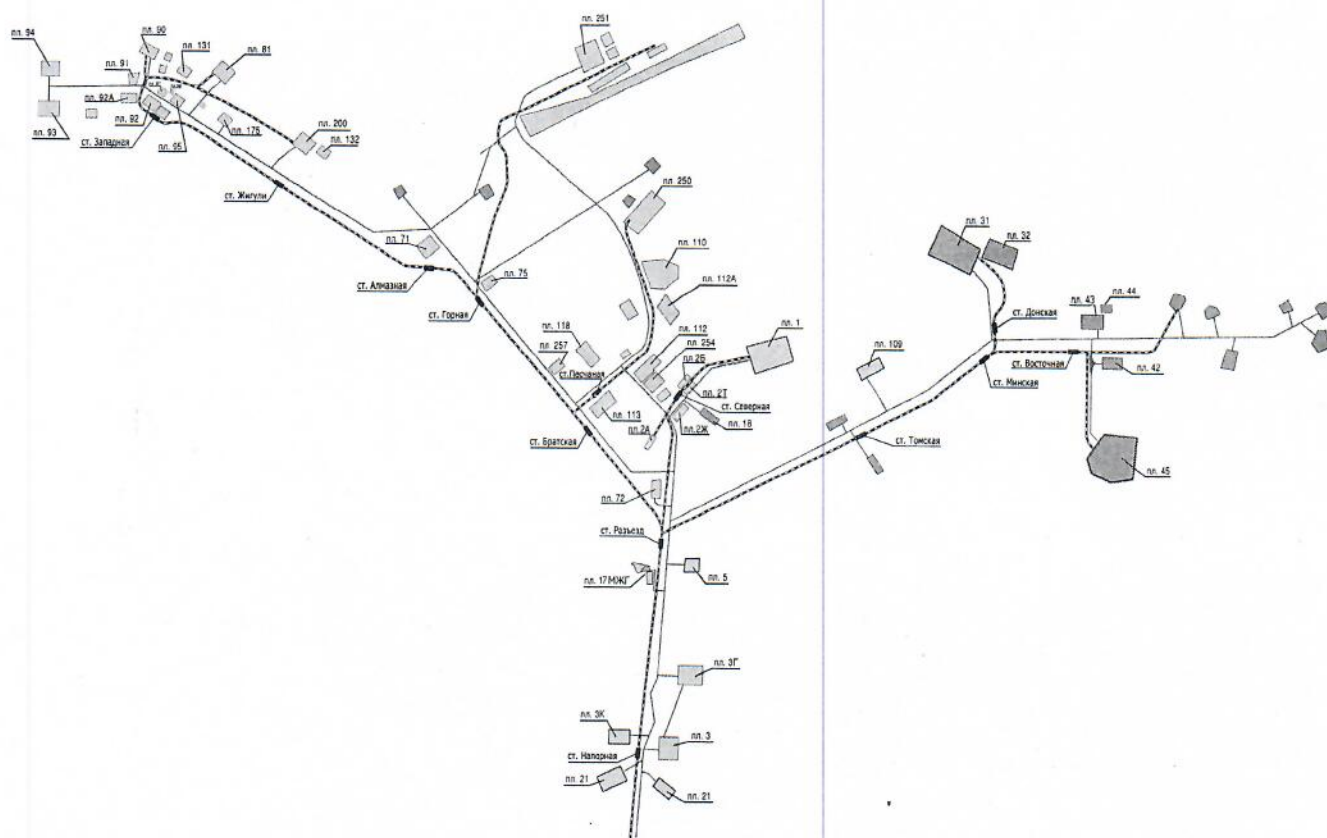 пл. 94
пл. 90
пл. 131
пл. 81
пл. 251
пл. 91
пл. 92А
пл. 93
пл. 92
ст. Западная
пл. 95
пл. 175
пл. 200
пл. 132
ст. Жигули
пл. 250
пл. 71
пл. 110
пл. 31
пл. 32
ст. Алмазная
пл. 75
пл. 112А
ст. Горная
пл. 43
пл. 44
ст. Донская
пл. 118
пл. 112
пл. 1
пл. 257
пл. 254
пл. 2Б
пл. 109
ст.Песчаная
ст. Восточная
пл. 42
ст. Минская
пл. 2Т
ст. Северная
пл. 113
пл. 2А
пл.2Ж
пл. 18
ст. Братская
ст. Томская
пл. 45
пл. 72
ст. Разъезд
пл. 17МЖГ
пл. 5
пл. 3Г
пл. 3К
пл. 3
ст. Напорная
пл. 21
пл. 21